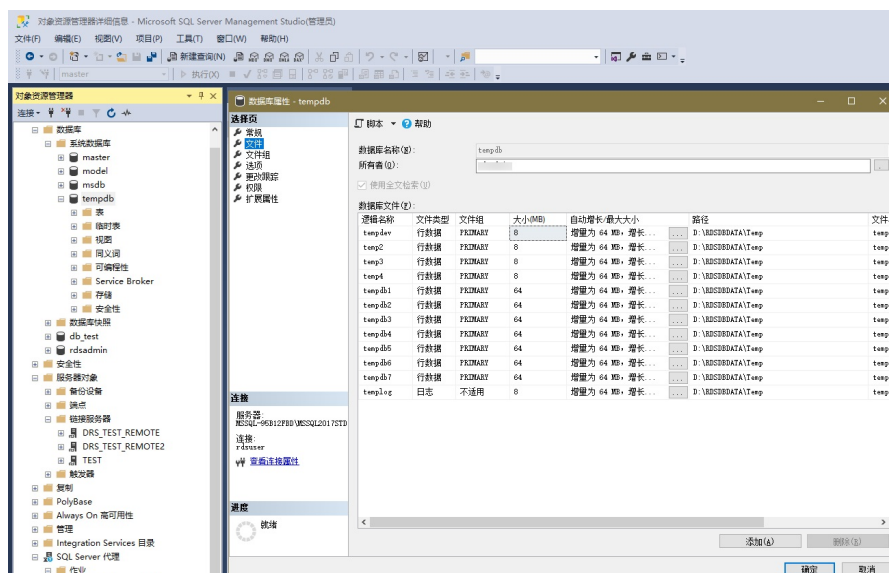 对象资源管理器详细信息 - Microsoft SQL Server Management Studio(管理员)
文件(F) 编辑(E) 视图(V) 项目(P) 工具(T) 窗口(W) 帮助(H)
新建查询(N)
master 执行(X)
对象资源管理器
连接
数据库
系统数据库
master
model
msdb
tempdb
表
临时表
视图
同义词
可编程性
Service Broker
存储
安全性
数据库快照
db_test
rdsadmin
安全性
服务器对象
备份设备
端点
链接服务器
DRS_TEST_REMOTE
DRS_TEST_REMOTE2
TEST
触发器
复制
PolyBase
Always On 高可用性
管理
Integration Services 目录
SQL Server 代理
作业
数据库属性 - tempdb
选择页
常规
文件
文件组
选项
更改跟踪
权限
扩展属性
连接
服务器:
MSSQL-95B12FBD\MSSQL2017STD
连接:
rdsuser
查看连接属性
进度
就绪
脚本 帮助
数据库名称(N): tempdb
所有者(O):
使用全文检索(U)
数据库文件(F):
逻辑名称 文件类型 文件组 大小(MB) 自动增长/最大大小 路径 文件
tempdev 行数据 PRIMARY 8 增量为 64 MB，增长... ... D:\RDSDBDATA\Temp temp
temp2 行数据 PRIMARY 8 增量为 64 MB，增长... ... D:\RDSDBDATA\Temp temp
temp3 行数据 PRIMARY 8 增量为 64 MB，增长... ... D:\RDSDBDATA\Temp temp
temp4 行数据 PRIMARY 8 增量为 64 MB，增长... ... D:\RDSDBDATA\Temp temp
tempdb1 行数据 PRIMARY 64 增量为 64 MB，增长... ... D:\RDSDBDATA\Temp temp
tempdb2 行数据 PRIMARY 64 增量为 64 MB，增长... ... D:\RDSDBDATA\Temp temp
tempdb3 行数据 PRIMARY 64 增量为 64 MB，增长... ... D:\RDSDBDATA\Temp temp
tempdb4 行数据 PRIMARY 64 增量为 64 MB，增长... ... D:\RDSDBDATA\Temp temp
tempdb5 行数据 PRIMARY 64 增量为 64 MB，增长... ... D:\RDSDBDATA\Temp temp
tempdb6 行数据 PRIMARY 64 增量为 64 MB，增长... ... D:\RDSDBDATA\Temp temp
tempdb7 行数据 PRIMARY 64 增量为 64 MB，增长... ... D:\RDSDBDATA\Temp temp
templog 日志 不适用 8 增量为 64 MB，增长... ... D:\RDSDBDATA\Temp temp
添加(A) 删除(R)
确定 取消